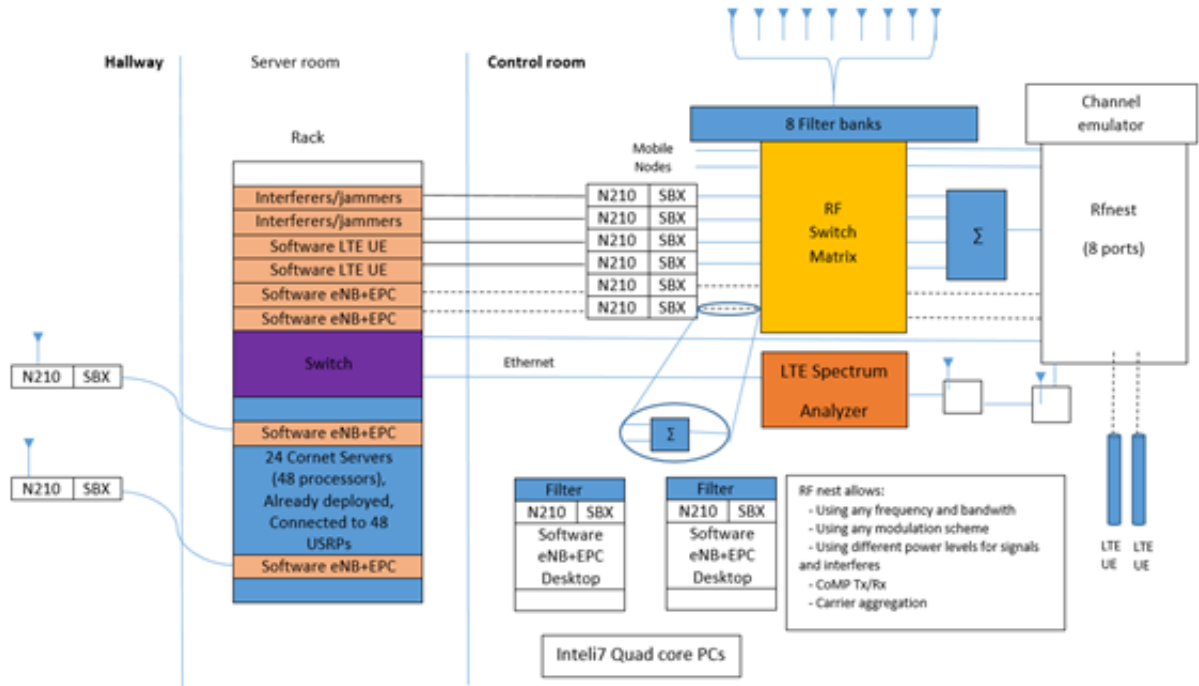 Hallway
Server room
Control room
8 Filter banks
Channel
emulator
Rack
Mobile
Nodes
Interferers/jammers
Interferers/jammers
Software LTE UE
Software LTE UE
Software eNB+EPC
Software eNB+EPC
N210 SBX
N210 SBX
N210 SBX
N210 SBX
N210 SBX
N210 SBX
RF
Switch
Matrix
Σ
Rfnest
(8 ports)
Switch
Ethernet
LTE Spectrum
Analyzer
N210 SBX
Software eNB+EPC
Σ
24 Cornet Servers
(48 processors),
Already deployed,
Connected to 48
USRPs
N210 SBX
Software eNB+EPC
Filter
N210 SBX
Software
eNB+EPC
Desktop
Filter
N210 SBX
Software
eNB+EPC
Desktop
RF nest allows:
- Using any frequency and bandwith
- Using any modulation scheme
- Using different power levels for signals
and interferes
- CoMP Tx/Rx
- Carrier aggregation
LTE
UE
LTE
UE
Inteli7 Quad core PCs